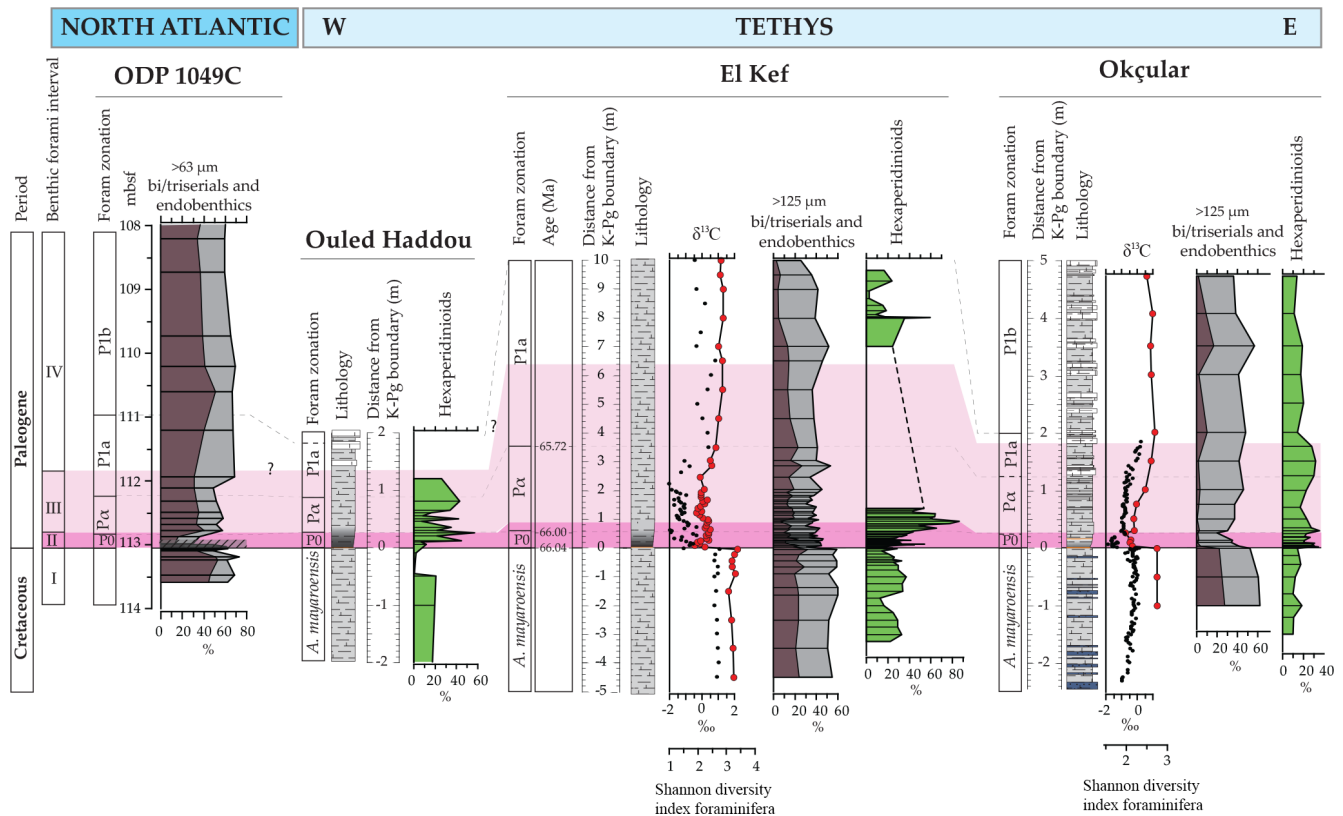 NORTH ATLANTIC
W
TETHYS
E
ODP 1049C
El Kef
Okçular
Ouled Haddou
Period
Benthic forami interval
Foram zonation
mbsf
>63 µm
bi/triserials and
endobenthics
Paleogene
Cretaceous
IV
III
II
I
P1b
P1a
Pα
P0
108
109
110
111
112
113
114
0 20 40 60 80
%
?
Foram zonation
Lithology
Distance from
K-Pg boundary (m)
Hexaperidinioids
P1a
Pα
P0
A. mayaroensis
2
1
0
-1
-2
0 20 40 60
%
?
Foram zonation
Age (Ma)
Distance from
K-Pg boundary (m)
Lithology
δ13C
>125 µm
bi/triserials and
endobenthics
Hexaperidinioids
P1a
Pα
P0
A. mayaroensis
65.72
66.00
66.04
10
9
8
7
6
5
4
3
2
1
0
-1
-2
-3
-4
-5
-2 0 2
‰
0 20 40 60
%
0 20 40 60 80
%
1 2 3 4
Shannon diversity
index foraminifera
Foram zonation
Distance from
K-Pg boundary (m)
Lithology
δ13C
>125 µm
bi/triserials and
endobenthics
Hexaperidinioids
P1b
P1a
Pα
P0
A. mayaroensis
5
4
3
2
1
0
-1
-2
-2 0
‰
0 20 60
%
0 20 40
%
2 3
Shannon diversity
index foraminifera